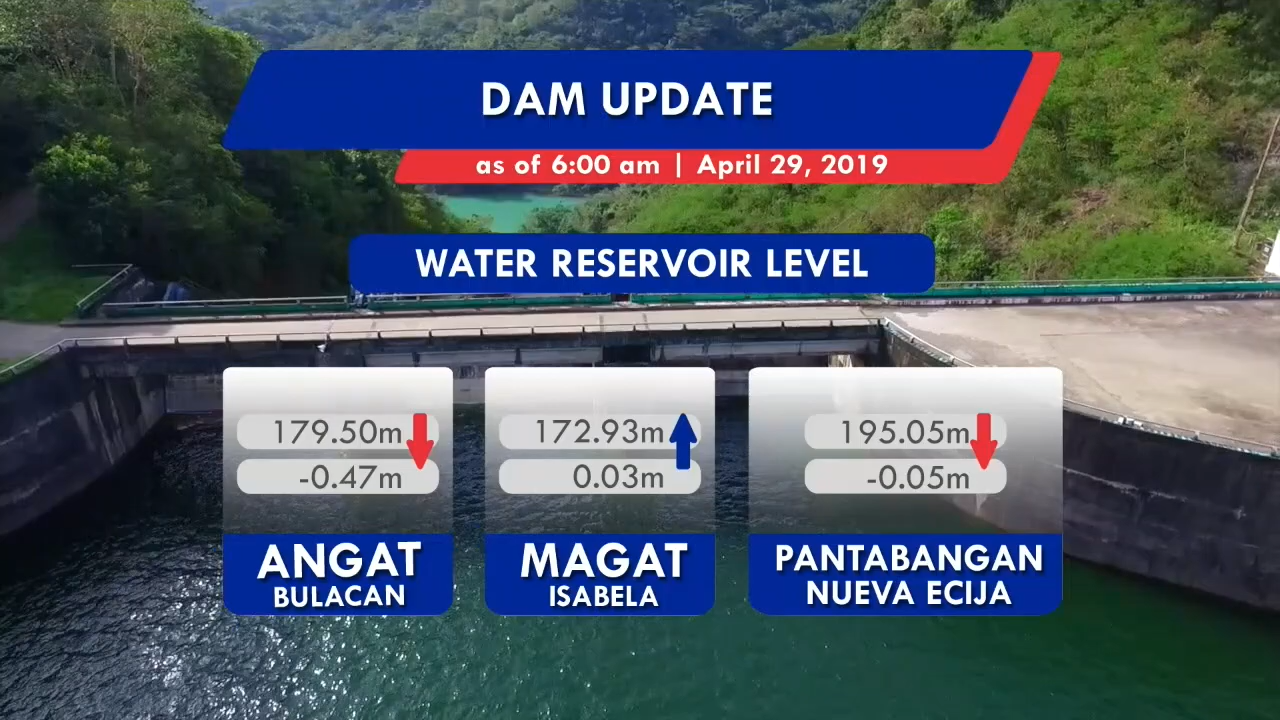 DAM UPDATE
as of 6:00 am | April 29, 2019
WATER RESERVOIR LEVEL
179.50m
-0.47m
ANGAT
BULACAN
172.93m
0.03m
MAGAT
ISABELA
195.05m
-0.05m
PANTABANGAN
NUEVA ECIJA